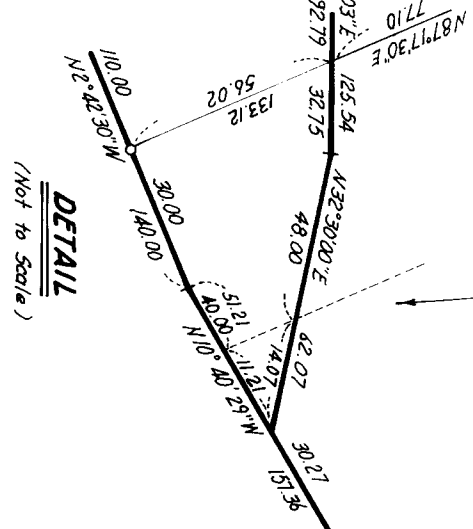 03"E
92.79
77.10
N87°17'30"E
110.00
N2°42'30"W
56.02
133.12
125.54
32.75
N32°30'00"E
48.00
30.00
140.00
51.21
40.00
11.21
N10°40'29"W
62.07
14.07
30.27
157.36
DETAIL
(Not to Scale)